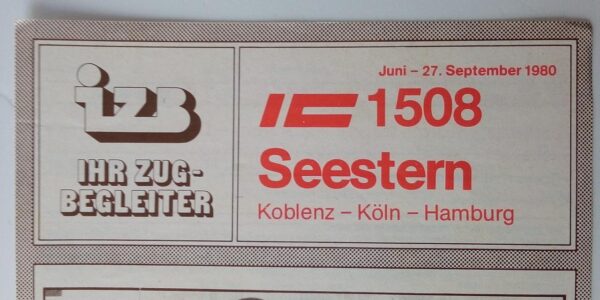 Juni – 27. September 1980
izb
IC 1508
IHR ZUG-
BEGLEITER
Seestern
Koblenz – Köln – Hamburg